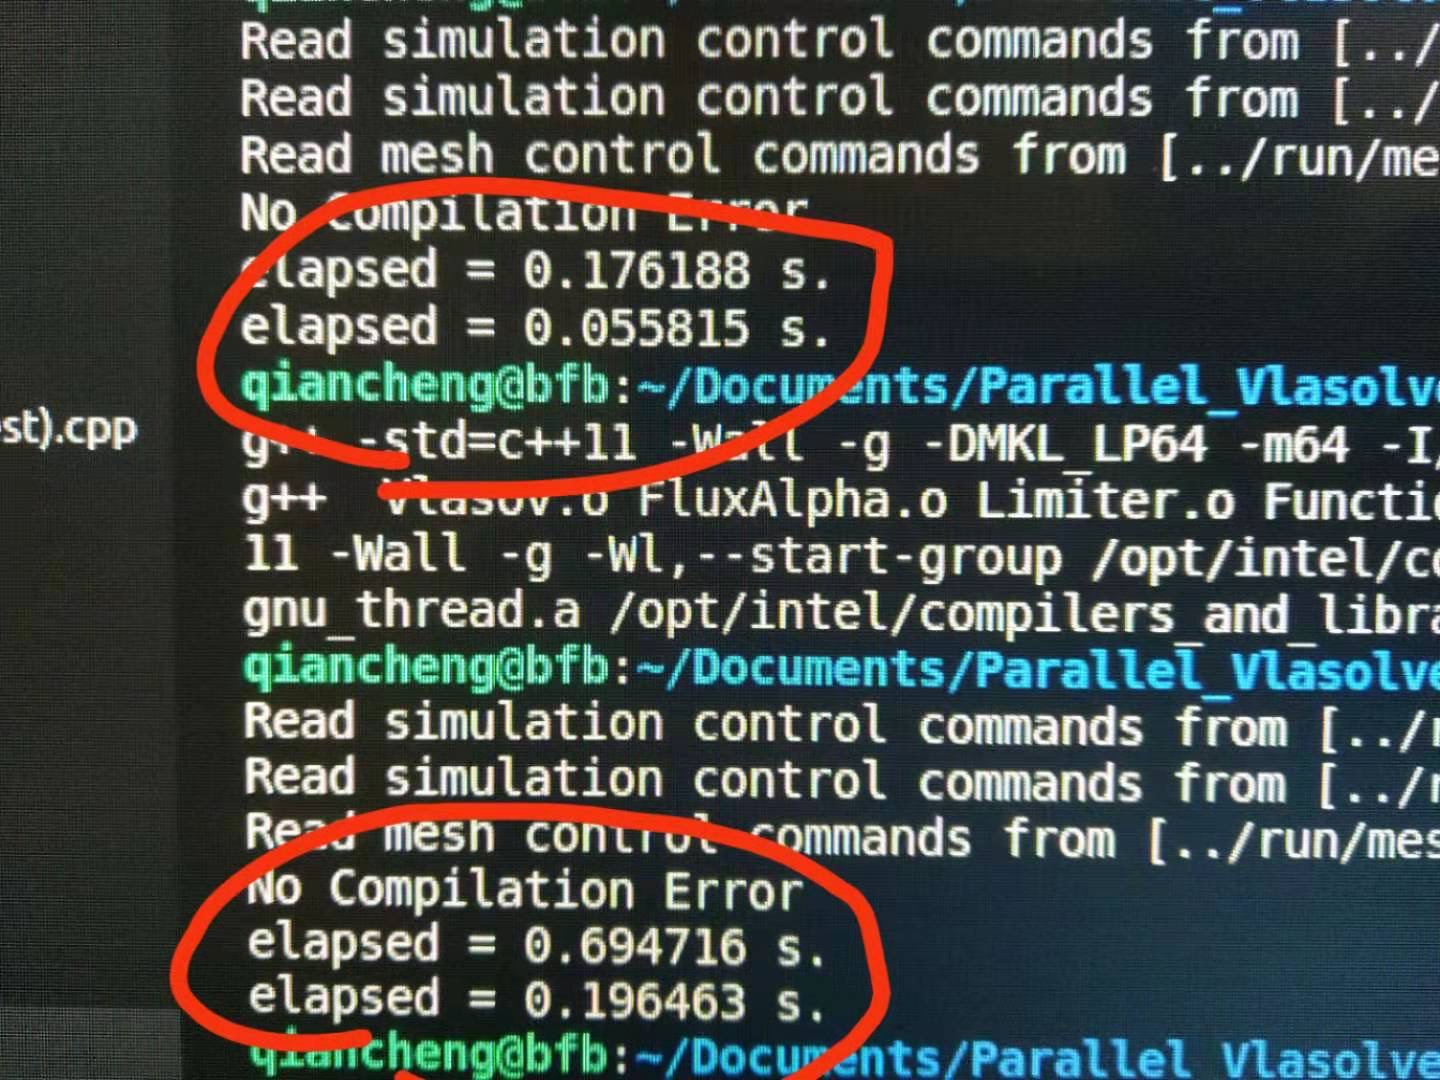 Read simulation control commands from [../
Read simulation control commands from [../
Read mesh control commands from [../run/me
No Compilation Error
elapsed = 0.176188 s.
elapsed = 0.055815 s.
qiancheng@bfb:~/Documents/Parallel_Vlasolve
st).cpp
g++ -std=c++11 -Wall -g -DMKL_LP64 -m64 -I/
g++ Vlasov.o FluxAlpha.o Limiter.o Functi
11 -Wall -g -Wl,--start-group /opt/intel/co
gnu_thread.a /opt/intel/compilers_and_libra
qiancheng@bfb:~/Documents/Parallel_Vlasolve
Read simulation control commands from [../r
Read simulation control commands from [../r
Read mesh control commands from [../run/mes
No Compilation Error
elapsed = 0.694716 s.
elapsed = 0.196463 s.
qiancheng@bfb:~/Documents/Parallel_Vlasolve